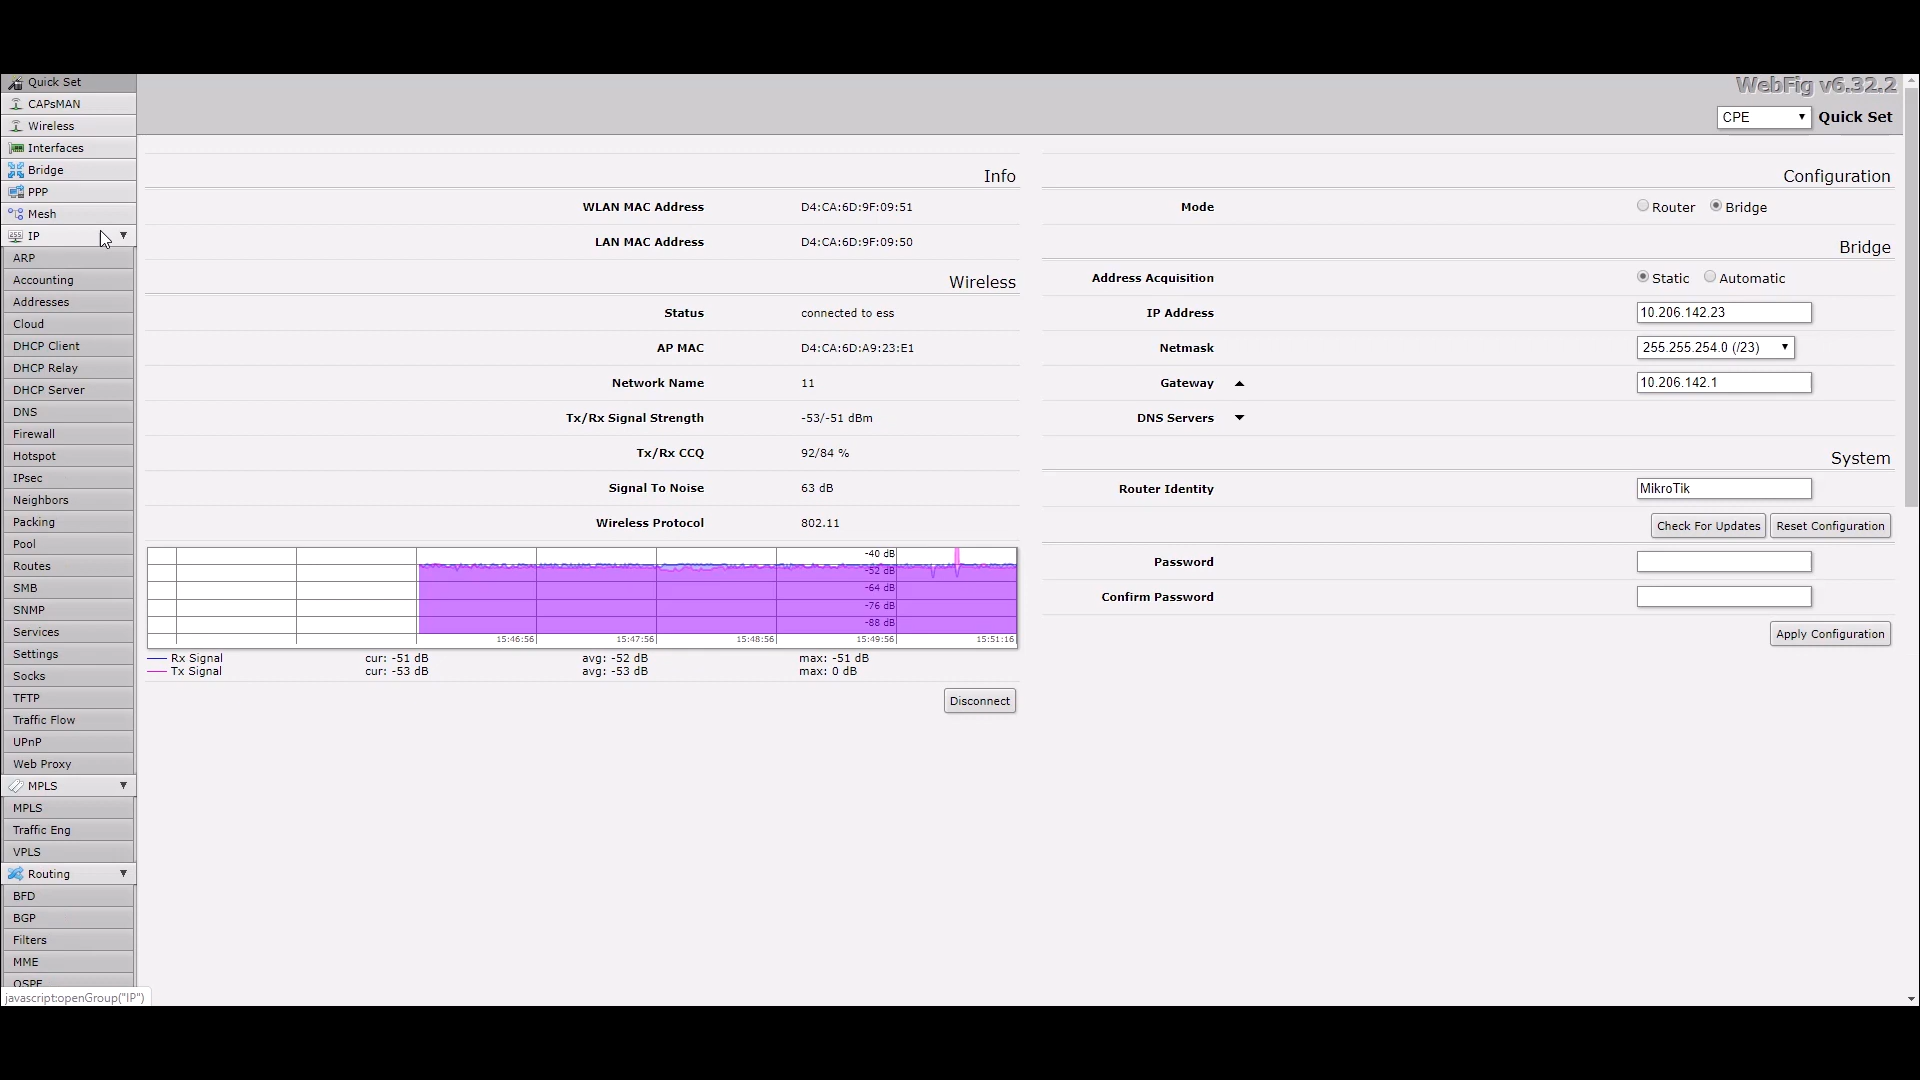 WebFig v6.32.2
CPE
Quick Set
Quick Set
CAPsMAN
Wireless
Interfaces
Bridge
PPP
Mesh
IP
ARP
Accounting
Addresses
Cloud
DHCP Client
DHCP Relay
DHCP Server
DNS
Firewall
Hotspot
IPsec
Neighbors
Packing
Pool
Routes
SMB
SNMP
Services
Settings
Socks
TFTP
Traffic Flow
UPnP
Web Proxy
MPLS
MPLS
Traffic Eng
VPLS
Routing
BFD
BGP
Filters
MME
OSPF
javascript:openGroup("IP")
Info
WLAN MAC Address D4:CA:6D:9F:09:51
LAN MAC Address D4:CA:6D:9F:09:50
Wireless
Status connected to ess
AP MAC D4:CA:6D:A9:23:E1
Network Name 11
Tx/Rx Signal Strength -53/-51 dBm
Tx/Rx CCQ 92/84 %
Signal To Noise 63 dB
Wireless Protocol 802.11
-40 dB
-52 dB
-64 dB
-76 dB
-88 dB
15:46:56 15:47:56 15:48:56 15:49:56 15:51:16
Rx Signal cur: -51 dB avg: -52 dB max: -51 dB
Tx Signal cur: -53 dB avg: -53 dB max: 0 dB
Disconnect
Configuration
Mode Router Bridge
Bridge
Address Acquisition Static Automatic
IP Address 10.206.142.23
Netmask 255.255.254.0 (/23)
Gateway 10.206.142.1
DNS Servers
System
Router Identity MikroTik
Check For Updates Reset Configuration
Password
Confirm Password
Apply Configuration